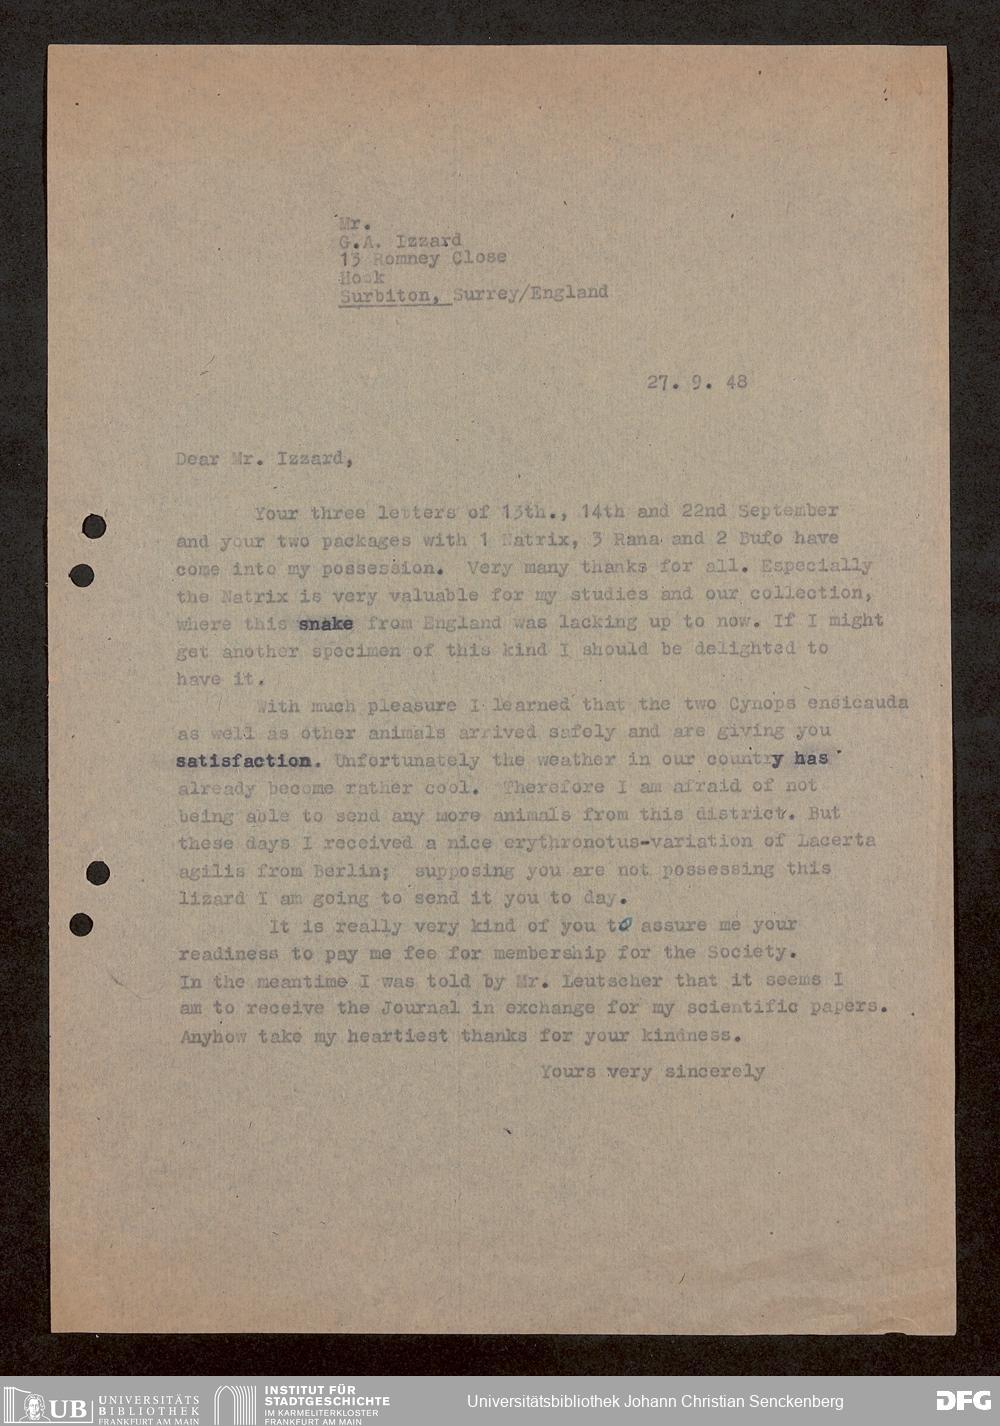 Mr.
G.A. Izzard
13 Romney Close
Hook
Surbiton, Surrey/England
27. 9. 48
Dear Mr. Izzard,
Your three letters of 13th., 14th and 22nd September
and your two packages with 1 Natrix, 3 Rana and 2 Bufo have
come into my possession. Very many thanks for all. Especially
the Natrix is very valuable for my studies and our collection,
where this snake from England was lacking up to now. If I might
get another specimen of this kind I should be delighted to
have it.
With much pleasure I learned that the two Cynops ensicauda
as well as other animals arrived safely and are giving you
satisfaction. Unfortunately the weather in our country has
already become rather cool. Therefore I am afraid of not
being able to send any more animals from this district. But
these days I received a nice erythronotus-variation of Lacerta
agilis from Berlin; supposing you are not possessing this
lizard I am going to send it you to day.
It is really very kind of you to assure me your
readiness to pay me fee for membership for the Society.
In the meantime I was told by Mr. Leutscher that it seems I
am to receive the Journal in exchange for my scientific papers.
Anyhow take my heartiest thanks for your kindness.
Yours very sincerely
UB UNIVERSITÄTS
BIBLIOTHEK
FRANKFURT AM MAIN
INSTITUT FÜR
STADTGESCHICHTE
IM KARMELITERKLOSTER
FRANKFURT AM MAIN
Universitätsbibliothek Johann Christian Senckenberg
DFG